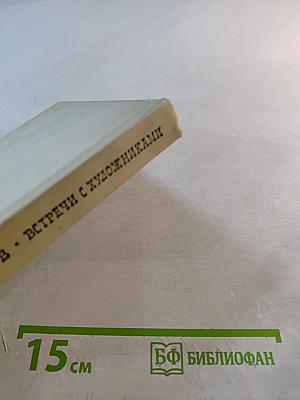 В - ВСТРЕЧИ С ХУДОЖНИКАМИ
15 см
БФ БИБЛИОФАН